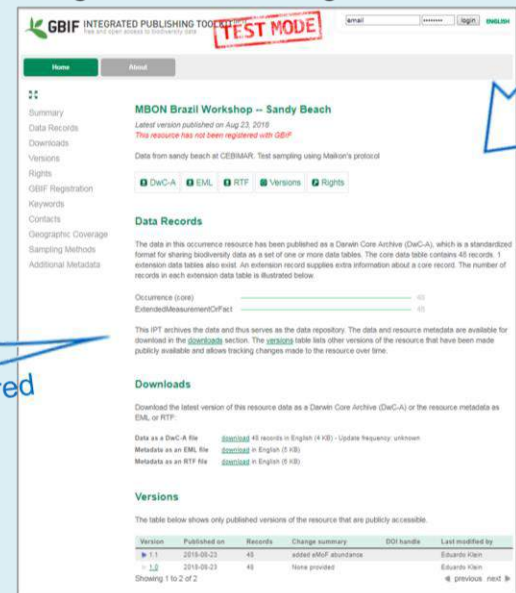 GBIF INTEGRATED PUBLISHING TOOLKIT
free and open access to biodiversity data
TEST MODE
email
login
ENGLISH
Home
About
Summary
Data Records
Downloads
Versions
Rights
GBIF Registration
Keywords
Contacts
Geographic Coverage
Sampling Methods
Additional Metadata
MBON Brazil Workshop -- Sandy Beach
Latest version published on Aug 23, 2018
This resource has not been registered with GBIF
Data from sandy beach at CEBIMAR. Test sampling using Maikon's protocol
DwC-A
EML
RTF
Versions
Rights
Data Records
The data in this occurrence resource has been published as a Darwin Core Archive (DwC-A), which is a standardized
format for sharing biodiversity data as a set of one or more data tables. The core data table contains 48 records. 1
extension data tables also exist. An extension record supplies extra information about a core record. The number of
records in each extension data table is illustrated below.
Occurrence (core) 48
ExtendedMeasurementOrFact 48
This IPT archives the data and thus serves as the data repository. The data and resource metadata are available for
download in the downloads section. The versions table lists other versions of the resource that have been made
publicly available and allows tracking changes made to the resource over time.
red
Downloads
Download the latest version of this resource data as a Darwin Core Archive (DwC-A) or the resource metadata as
EML or RTF:
Data as a DwC-A file download 48 records in English (4 KB) - Update frequency: unknown
Metadata as an EML file download in English (5 KB)
Metadata as an RTF file download in English (5 KB)
Versions
The table below shows only published versions of the resource that are publicly accessible.
Version Published on Records Change summary DOI handle Last modified by
1.1 2018-08-23 48 added eMoF abundance Eduardo Klein
1.0 2018-08-23 48 None provided Eduardo Klein
Showing 1 to 2 of 2
previous next